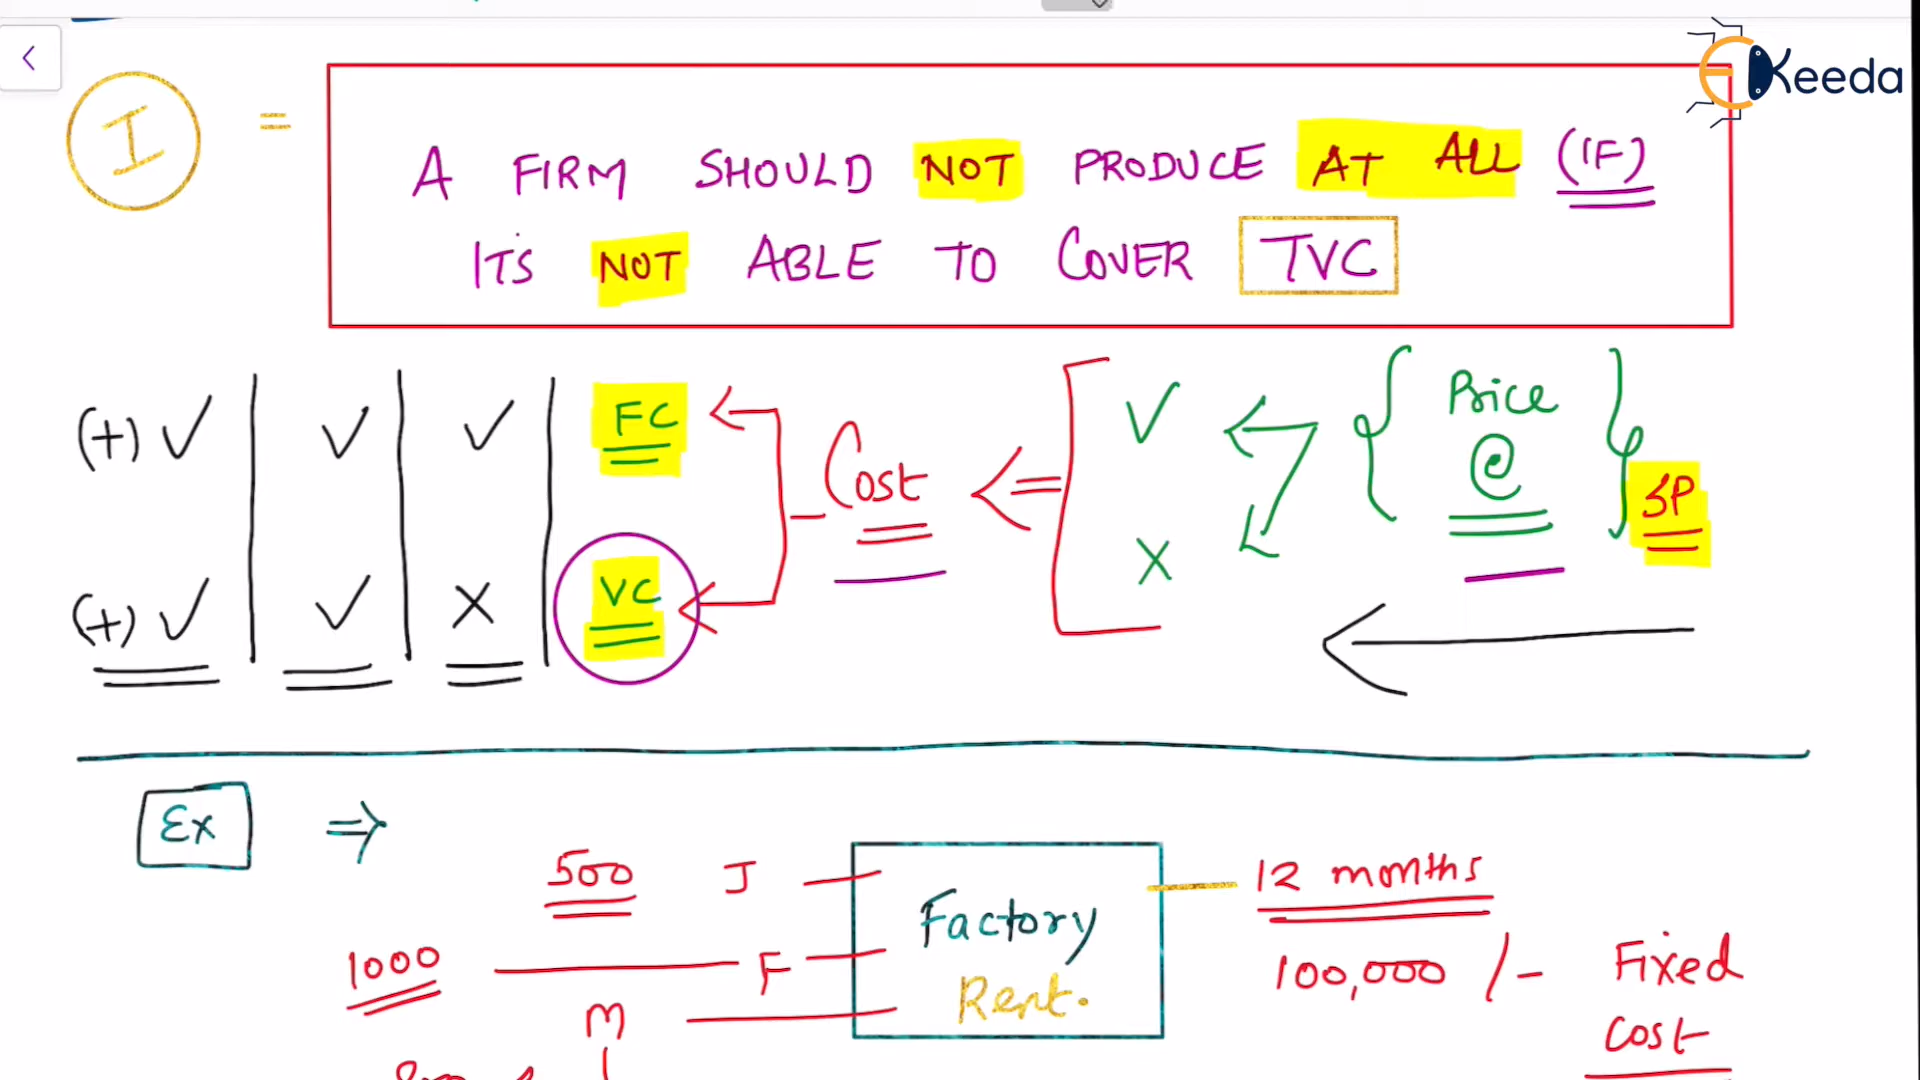 EKeeda
I =
A FIRM SHOULD NOT PRODUCE AT ALL (IF)
ITS NOT ABLE TO COVER TVC
(+) ✓ ✓ ✓ FC Cost ⇐ ✓ Price @ SP
(+) ✓ ✓ X VC X
Ex ⇒
500 J Factory Rent. 12 months
1000 F 100,000 /- Fixed
M Cost